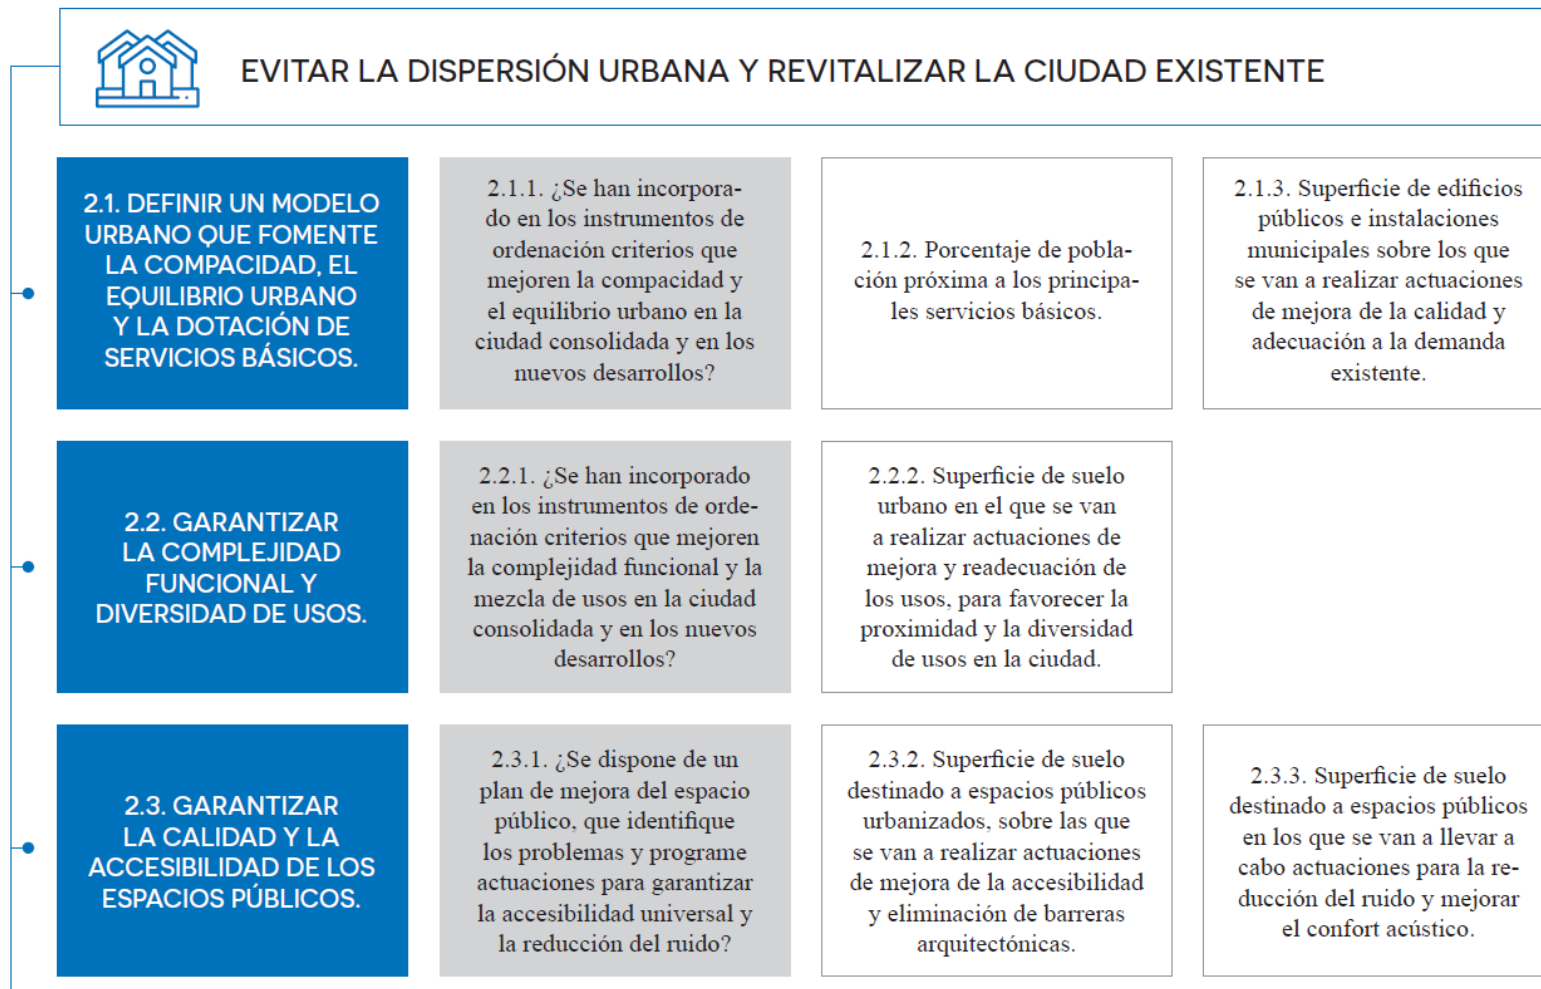 EVITAR LA DISPERSIÓN URBANA Y REVITALIZAR LA CIUDAD EXISTENTE
2.1. DEFINIR UN MODELO
URBANO QUE FOMENTE
LA COMPACIDAD, EL
EQUILIBRIO URBANO
Y LA DOTACIÓN DE
SERVICIOS BÁSICOS.
2.1.1. ¿Se han incorpora-
do en los instrumentos de
ordenación criterios que
mejoren la compacidad y
el equilibrio urbano en la
ciudad consolidada y en los
nuevos desarrollos?
2.1.2. Porcentaje de pobla-
ción próxima a los principa-
les servicios básicos.
2.1.3. Superficie de edificios
públicos e instalaciones
municipales sobre los que
se van a realizar actuaciones
de mejora de la calidad y
adecuación a la demanda
existente.
2.2. GARANTIZAR
LA COMPLEJIDAD
FUNCIONAL Y
DIVERSIDAD DE USOS.
2.2.1. ¿Se han incorporado
en los instrumentos de orde-
nación criterios que mejoren
la complejidad funcional y la
mezcla de usos en la ciudad
consolidada y en los nuevos
desarrollos?
2.2.2. Superficie de suelo
urbano en el que se van
a realizar actuaciones de
mejora y readecuación de
los usos, para favorecer la
proximidad y la diversidad
de usos en la ciudad.
2.3. GARANTIZAR
LA CALIDAD Y LA
ACCESIBILIDAD DE LOS
ESPACIOS PÚBLICOS.
2.3.1. ¿Se dispone de un
plan de mejora del espacio
público, que identifique
los problemas y programe
actuaciones para garantizar
la accesibilidad universal y
la reducción del ruido?
2.3.2. Superficie de suelo
destinado a espacios públicos
urbanizados, sobre las que
se van a realizar actuaciones
de mejora de la accesibilidad
y eliminación de barreras
arquitectónicas.
2.3.3. Superficie de suelo
destinado a espacios públicos
en los que se van a llevar a
cabo actuaciones para la re-
ducción del ruido y mejorar
el confort acústico.